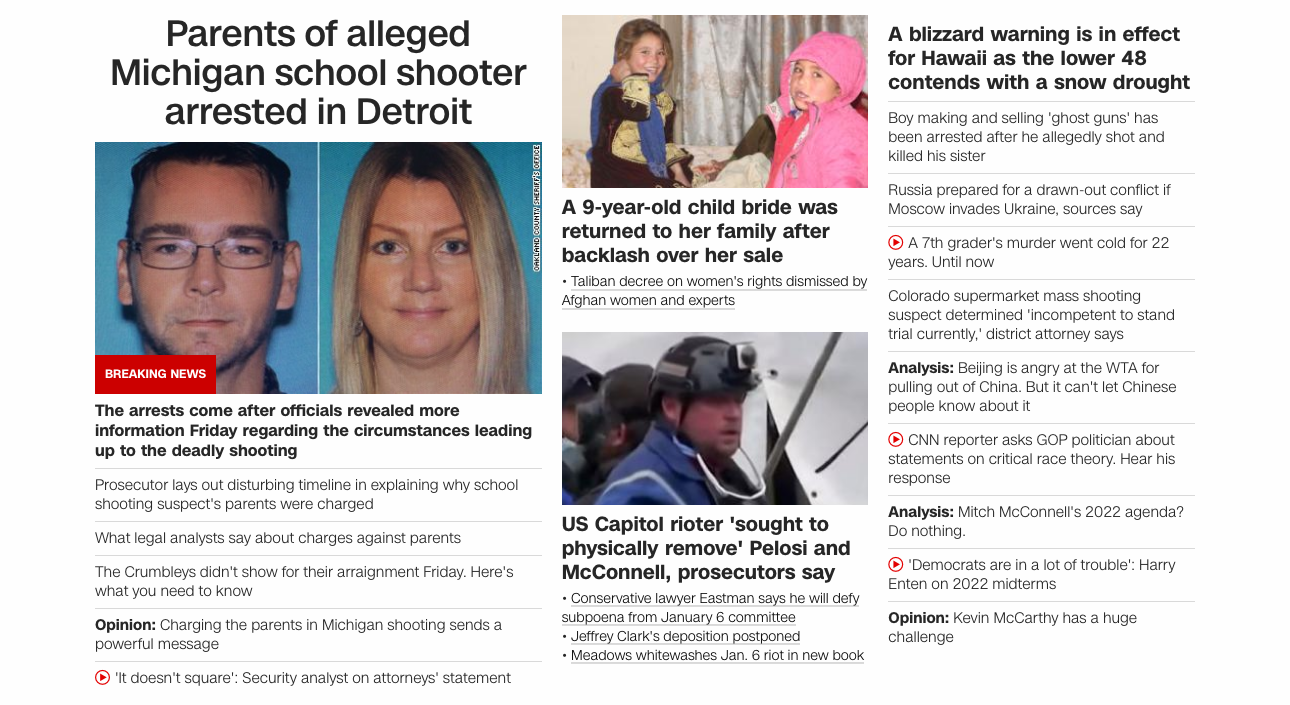 Parents of alleged
Michigan school shooter
arrested in Detroit
OAKLAND COUNTY SHERIFF'S OFFICE
BREAKING NEWS
The arrests come after officials revealed more
information Friday regarding the circumstances leading
up to the deadly shooting
Prosecutor lays out disturbing timeline in explaining why school
shooting suspect's parents were charged
What legal analysts say about charges against parents
The Crumbleys didn't show for their arraignment Friday. Here's
what you need to know
Opinion: Charging the parents in Michigan shooting sends a
powerful message
'It doesn't square': Security analyst on attorneys' statement
A 9-year-old child bride was
returned to her family after
backlash over her sale
• Taliban decree on women's rights dismissed by
Afghan women and experts
US Capitol rioter 'sought to
physically remove' Pelosi and
McConnell, prosecutors say
• Conservative lawyer Eastman says he will defy
subpoena from January 6 committee
• Jeffrey Clark's deposition postponed
• Meadows whitewashes Jan. 6 riot in new book
A blizzard warning is in effect
for Hawaii as the lower 48
contends with a snow drought
Boy making and selling 'ghost guns' has
been arrested after he allegedly shot and
killed his sister
Russia prepared for a drawn-out conflict if
Moscow invades Ukraine, sources say
A 7th grader's murder went cold for 22
years. Until now
Colorado supermarket mass shooting
suspect determined 'incompetent to stand
trial currently,' district attorney says
Analysis: Beijing is angry at the WTA for
pulling out of China. But it can't let Chinese
people know about it
CNN reporter asks GOP politician about
statements on critical race theory. Hear his
response
Analysis: Mitch McConnell's 2022 agenda?
Do nothing.
'Democrats are in a lot of trouble': Harry
Enten on 2022 midterms
Opinion: Kevin McCarthy has a huge
challenge